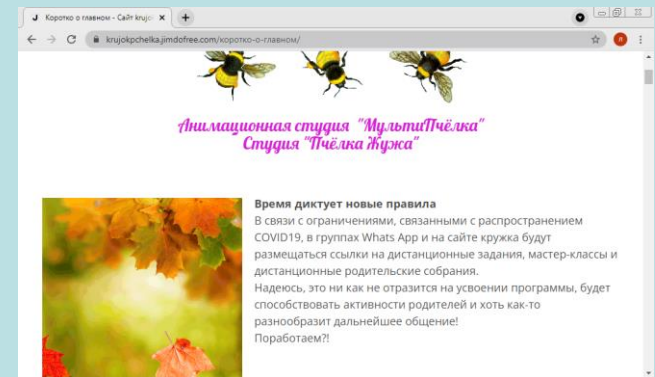 Коротко о главном - Сайт krujo
krujokpchelka.jimdofree.com/коротко-о-главном/
Анимационная студия "МультиПчёлка"
Студия "Пчёлка Жужа"
Время диктует новые правила
В связи с ограничениями, связанными с распространением
COVID19, в группах Whats App и на сайте кружка будут
размещаться ссылки на дистанционные задания, мастер-классы и
дистанционные родительские собрания.
Надеюсь, это ни как не отразится на усвоении программы, будет
способствовать активности родителей и хоть как-то
разнообразит дальнейшее общение!
Поработаем?!